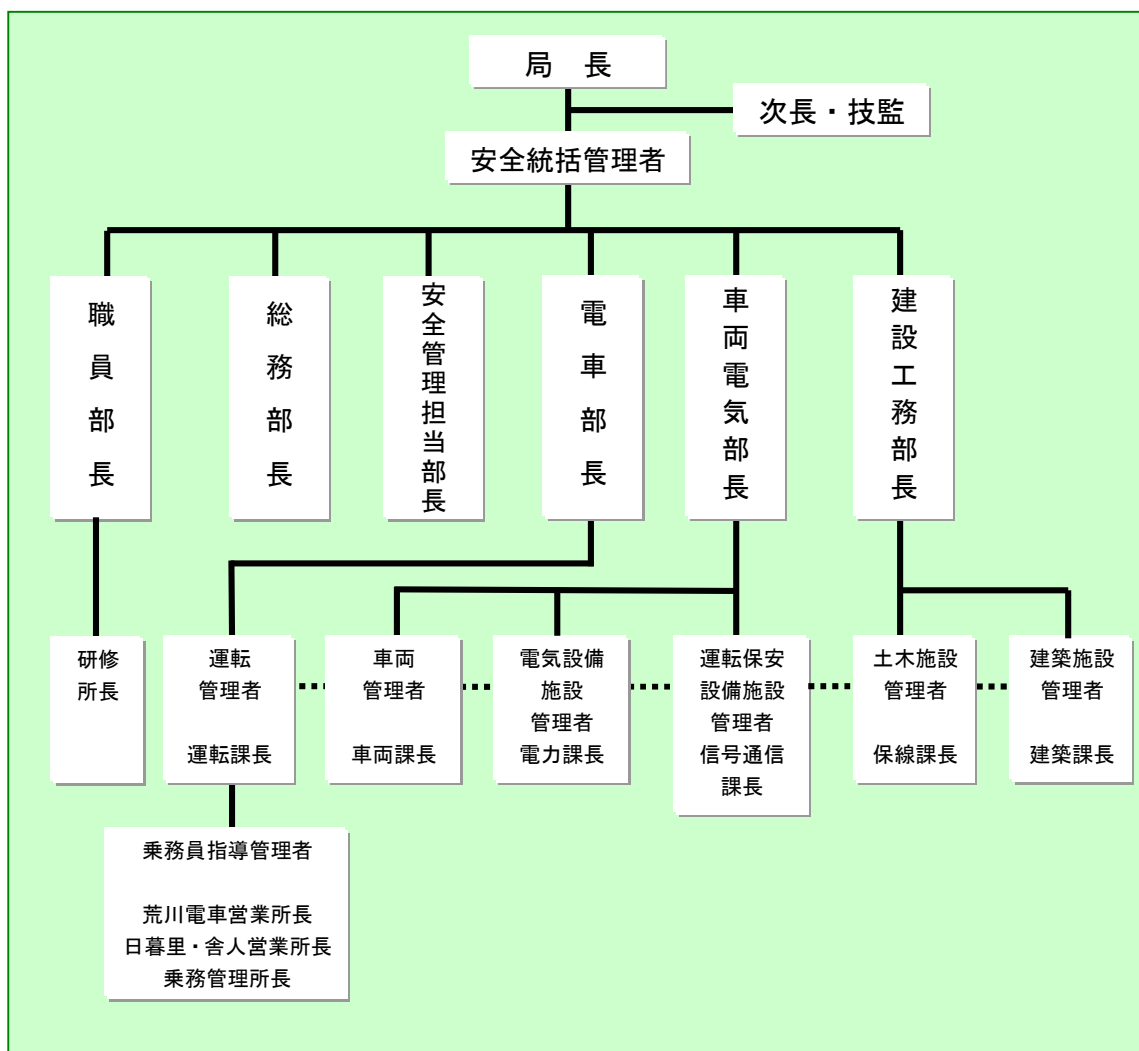 局　長
次長・技監
安全統括管理者
職員部長
総務部長
安全管理担当部長
電車部長
車両電気部長
建設工務部長
研修
所長
運転
管理者
運転課長
車両
管理者
車両課長
電気設備
施設
管理者
電力課長
運転保安
設備施設
管理者
信号通信
課長
土木施設
管理者
保線課長
建築施設
管理者
建築課長
乗務員指導管理者
荒川電車営業所長
日暮里・舎人営業所長
乗務管理所長